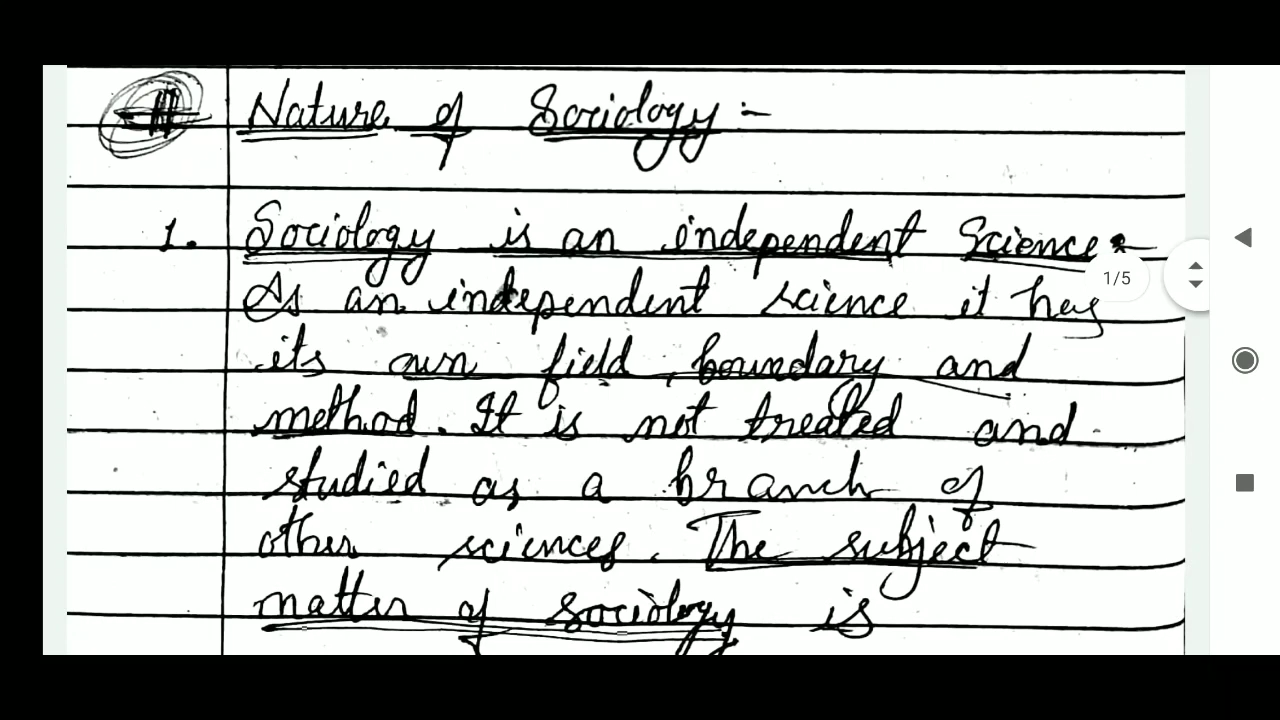 Nature of Sociology :-
1. Sociology is an independent Science
As an independent science it has
its own field, boundary and
method. It is not treated and
studied as a branch of
other sciences. The subject
matter of sociology is
1/5